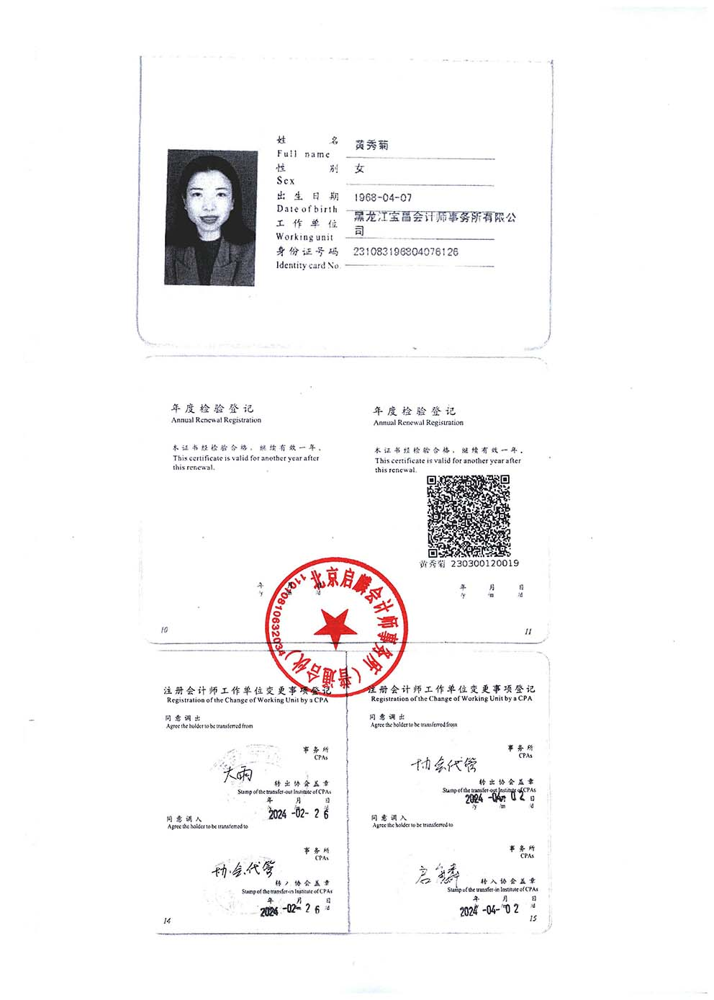 姓 名 黄秀菊
Full name
性 别 女
Sex
出生日期 1968-04-07
Date of birth
工作单位 黑龙江宝昌会计师事务所有限公司
Working unit
身份证号码 231083196804076126
Identity card No.
年度检验登记
Annual Renewal Registration
本证书经检验合格，继续有效一年。
This certificate is valid for another year after
this renewal.
年 月 日
/y /m /d
10
年度检验登记
Annual Renewal Registration
本证书经检验合格，继续有效一年。
This certificate is valid for another year after
this renewal.
黄秀菊 230300120019
年 月 日
/y /m /d
11
北京启麟会计师事务所（普通合伙）
1101081063203
注册会计师工作单位变更事项登记
Registration of the Change of Working Unit by a CPA
同意调出
Agree the holder to be transferred from
大雨
事务所
CPAs
转出协会盖章
Stamp of the transfer-out Institute of CPAs
年 月 日
2024-02-26
同意调入
Agree the holder to be transferred to
事务所
CPAs
协会代管
转入协会盖章
Stamp of the transfer-in Institute of CPAs
年 月 日
2024-02-26
14
注册会计师工作单位变更事项登记
Registration of the Change of Working Unit by a CPA
同意调出
Agree the holder to be transferred from
事务所
CPAs
协会代管
转出协会盖章
Stamp of the transfer-out Institute of CPAs
2024-04-02 日
/y /m /d
同意调入
Agree the holder to be transferred to
事务所
CPAs
启麟
转入协会盖章
Stamp of the transfer-in Institute of CPAs
年 月 日
2024-04-02
15